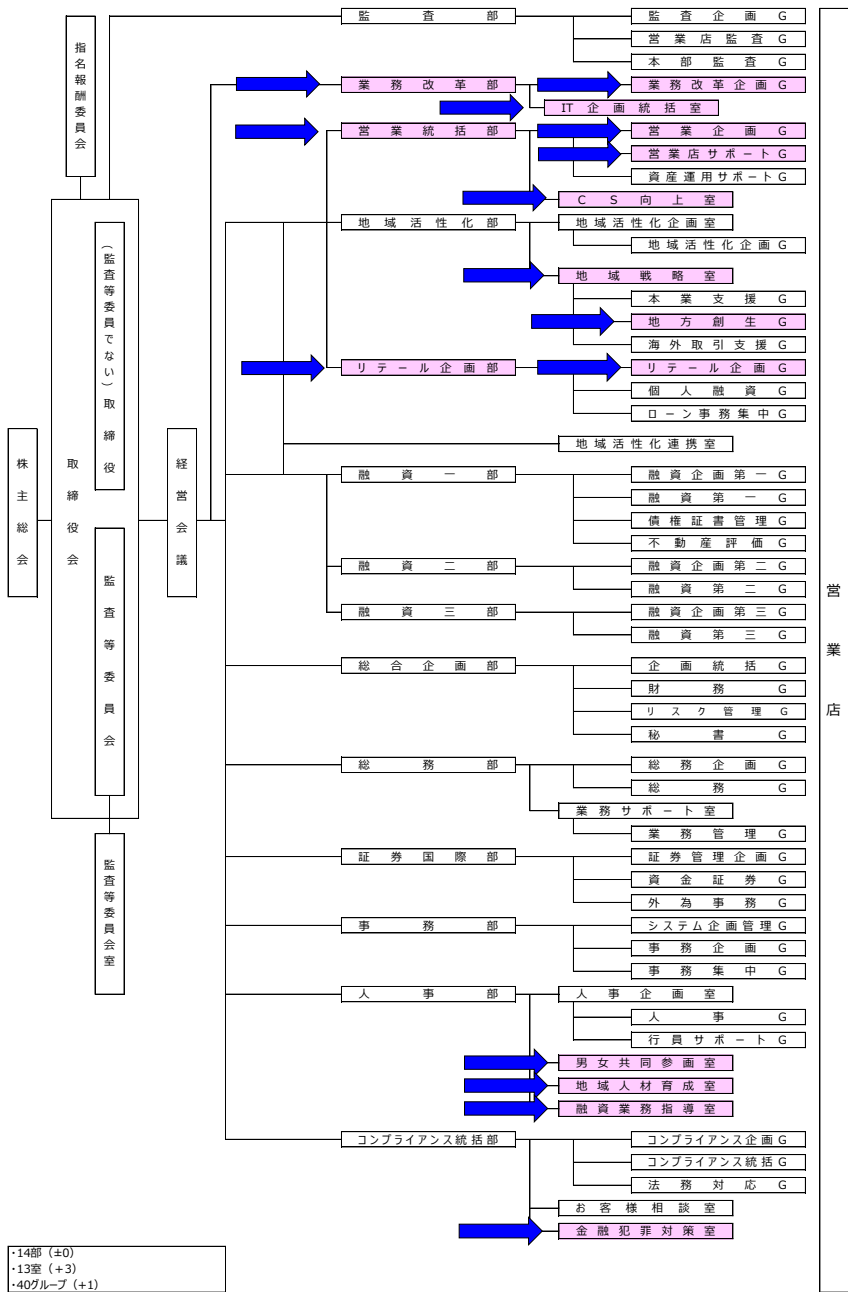 指名報酬委員会
(監査等委員でない)取締役
取締役会
監査等委員会
監査等委員会室
株主総会
経営会議
監査部
監査企画G
営業店監査G
本部監査G
業務改革部
業務改革企画G
IT企画統括室
営業統括部
営業企画G
営業店サポートG
資産運用サポートG
CS向上室
地域活性化部
地域活性化企画室
地域活性化企画G
地域戦略室
本業支援G
地方創生G
海外取引支援G
リテール企画部
リテール企画G
個人融資G
ローン事務集中G
地域活性化連携室
融資一部
融資企画第一G
融資第一G
債権証書管理G
不動産評価G
融資二部
融資企画第二G
融資第二G
融資三部
融資企画第三G
融資第三G
総合企画部
企画統括G
財務G
リスク管理G
秘書G
総務部
総務企画G
総務G
業務サポート室
業務管理G
証券国際部
証券管理企画G
資金証券G
外為事務G
事務部
システム企画管理G
事務企画G
事務集中G
人事部
人事企画室
人事G
行員サポートG
男女共同参画室
地域人材育成室
融資業務指導室
コンプライアンス統括部
コンプライアンス企画G
コンプライアンス統括G
法務対応G
お客様相談室
金融犯罪対策室
営業店
・14部(±0)
・13室(+3)
・40グループ(+1)